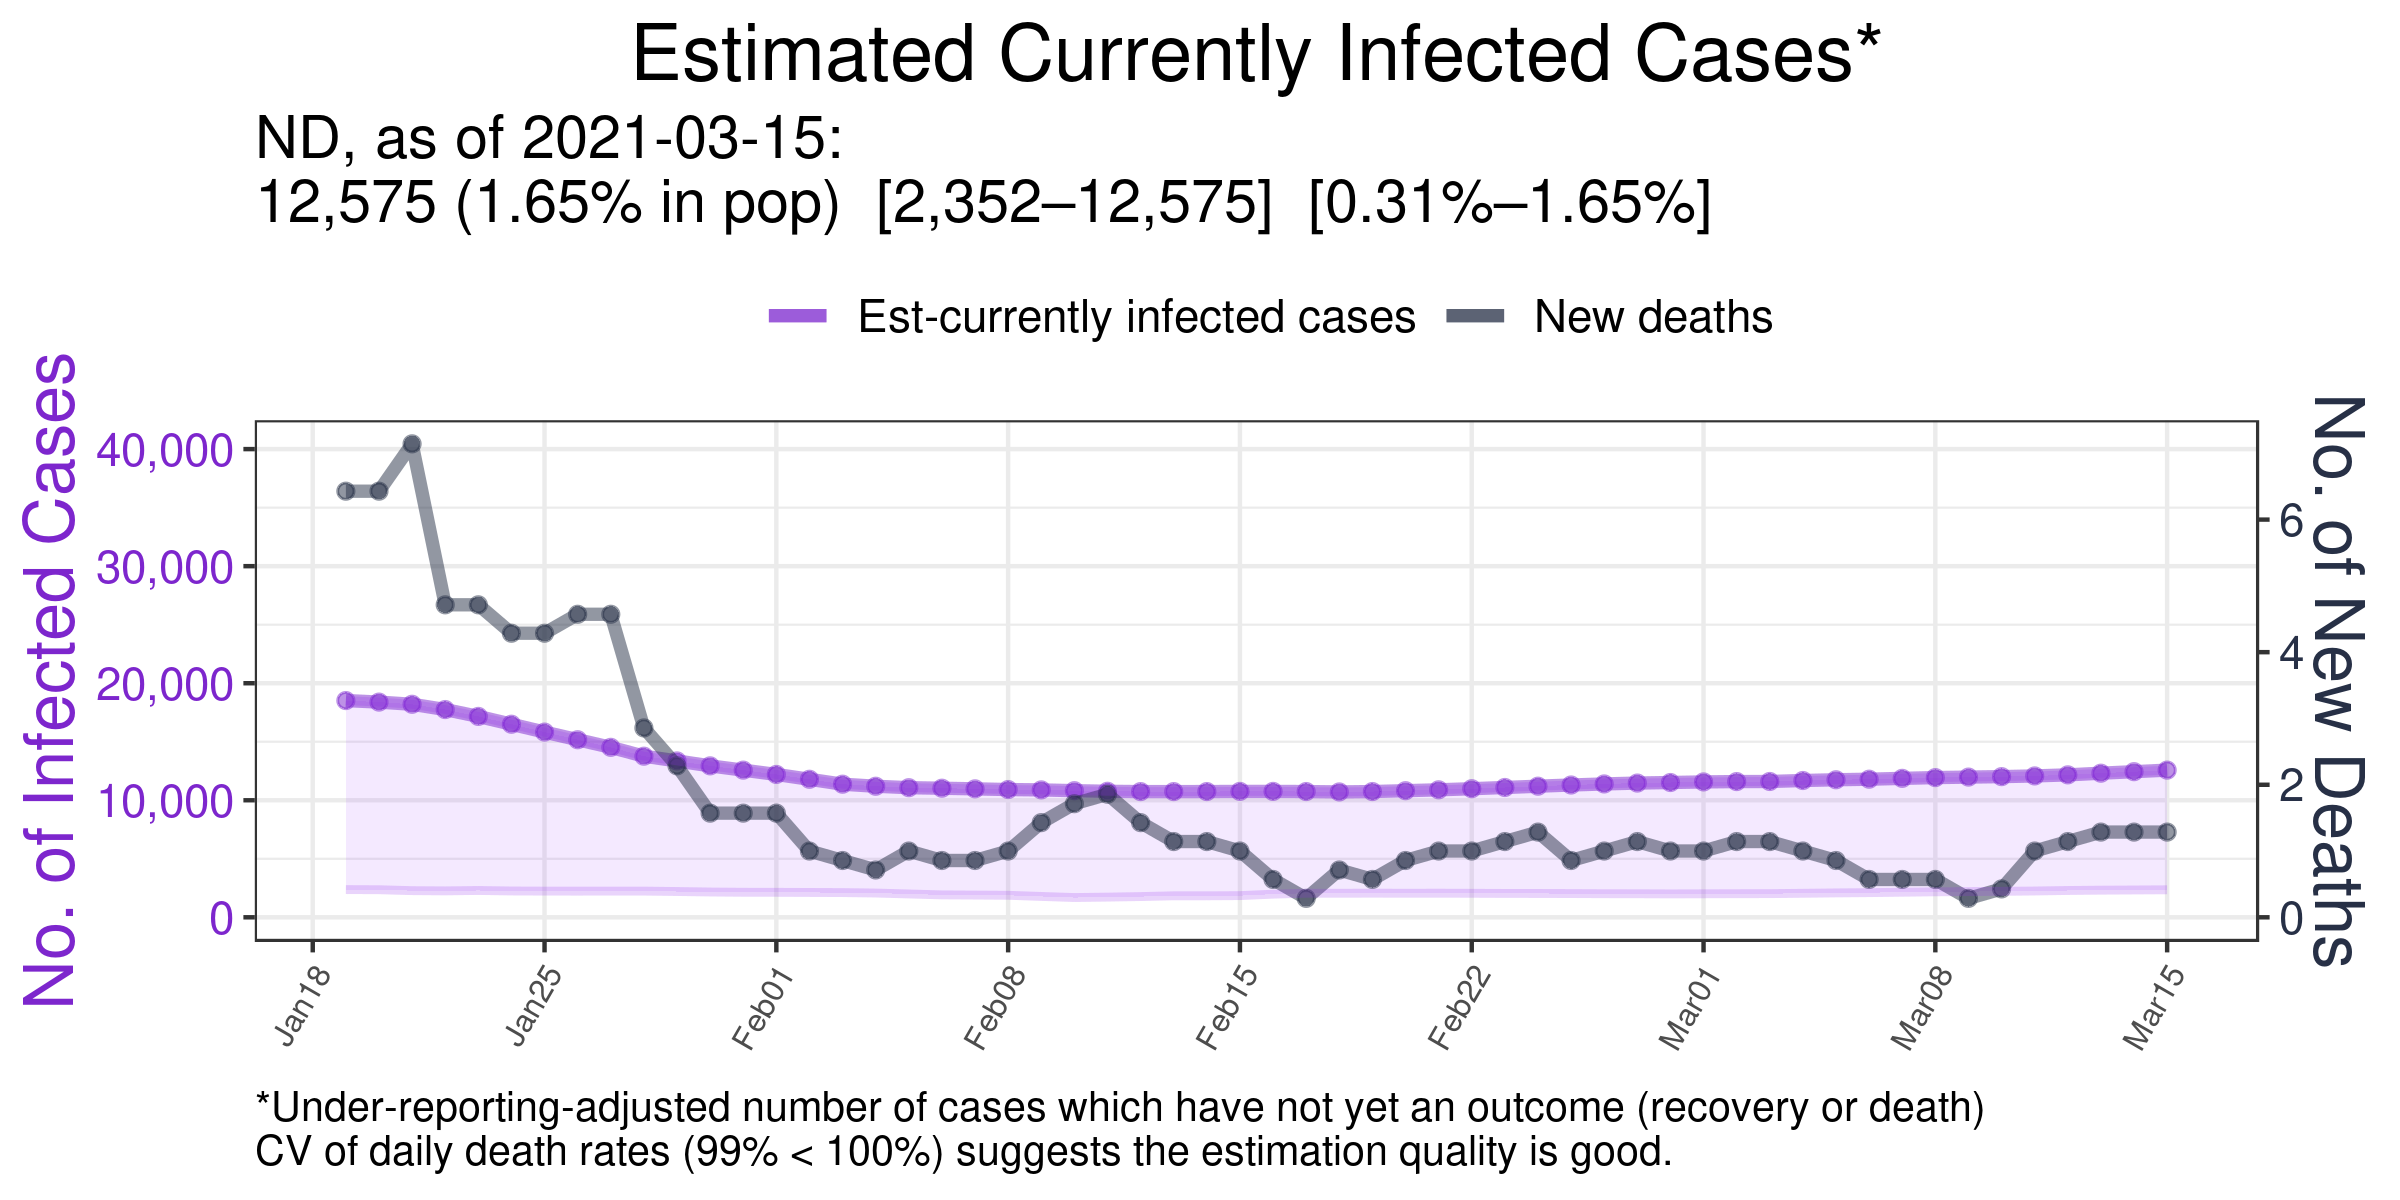 Estimated Currently Infected Cases*
ND, as of 2021-03-15:
12,575 (1.65% in pop)  [2,352–12,575]  [0.31%–1.65%]
Est-currently infected cases
New deaths
No. of Infected Cases
40,000
30,000
20,000
10,000
0
No. of New Deaths
6
4
2
0
Jan18
Jan25
Feb01
Feb08
Feb15
Feb22
Mar01
Mar08
Mar15
*Under-reporting-adjusted number of cases which have not yet an outcome (recovery or death)
CV of daily death rates (99% < 100%) suggests the estimation quality is good.